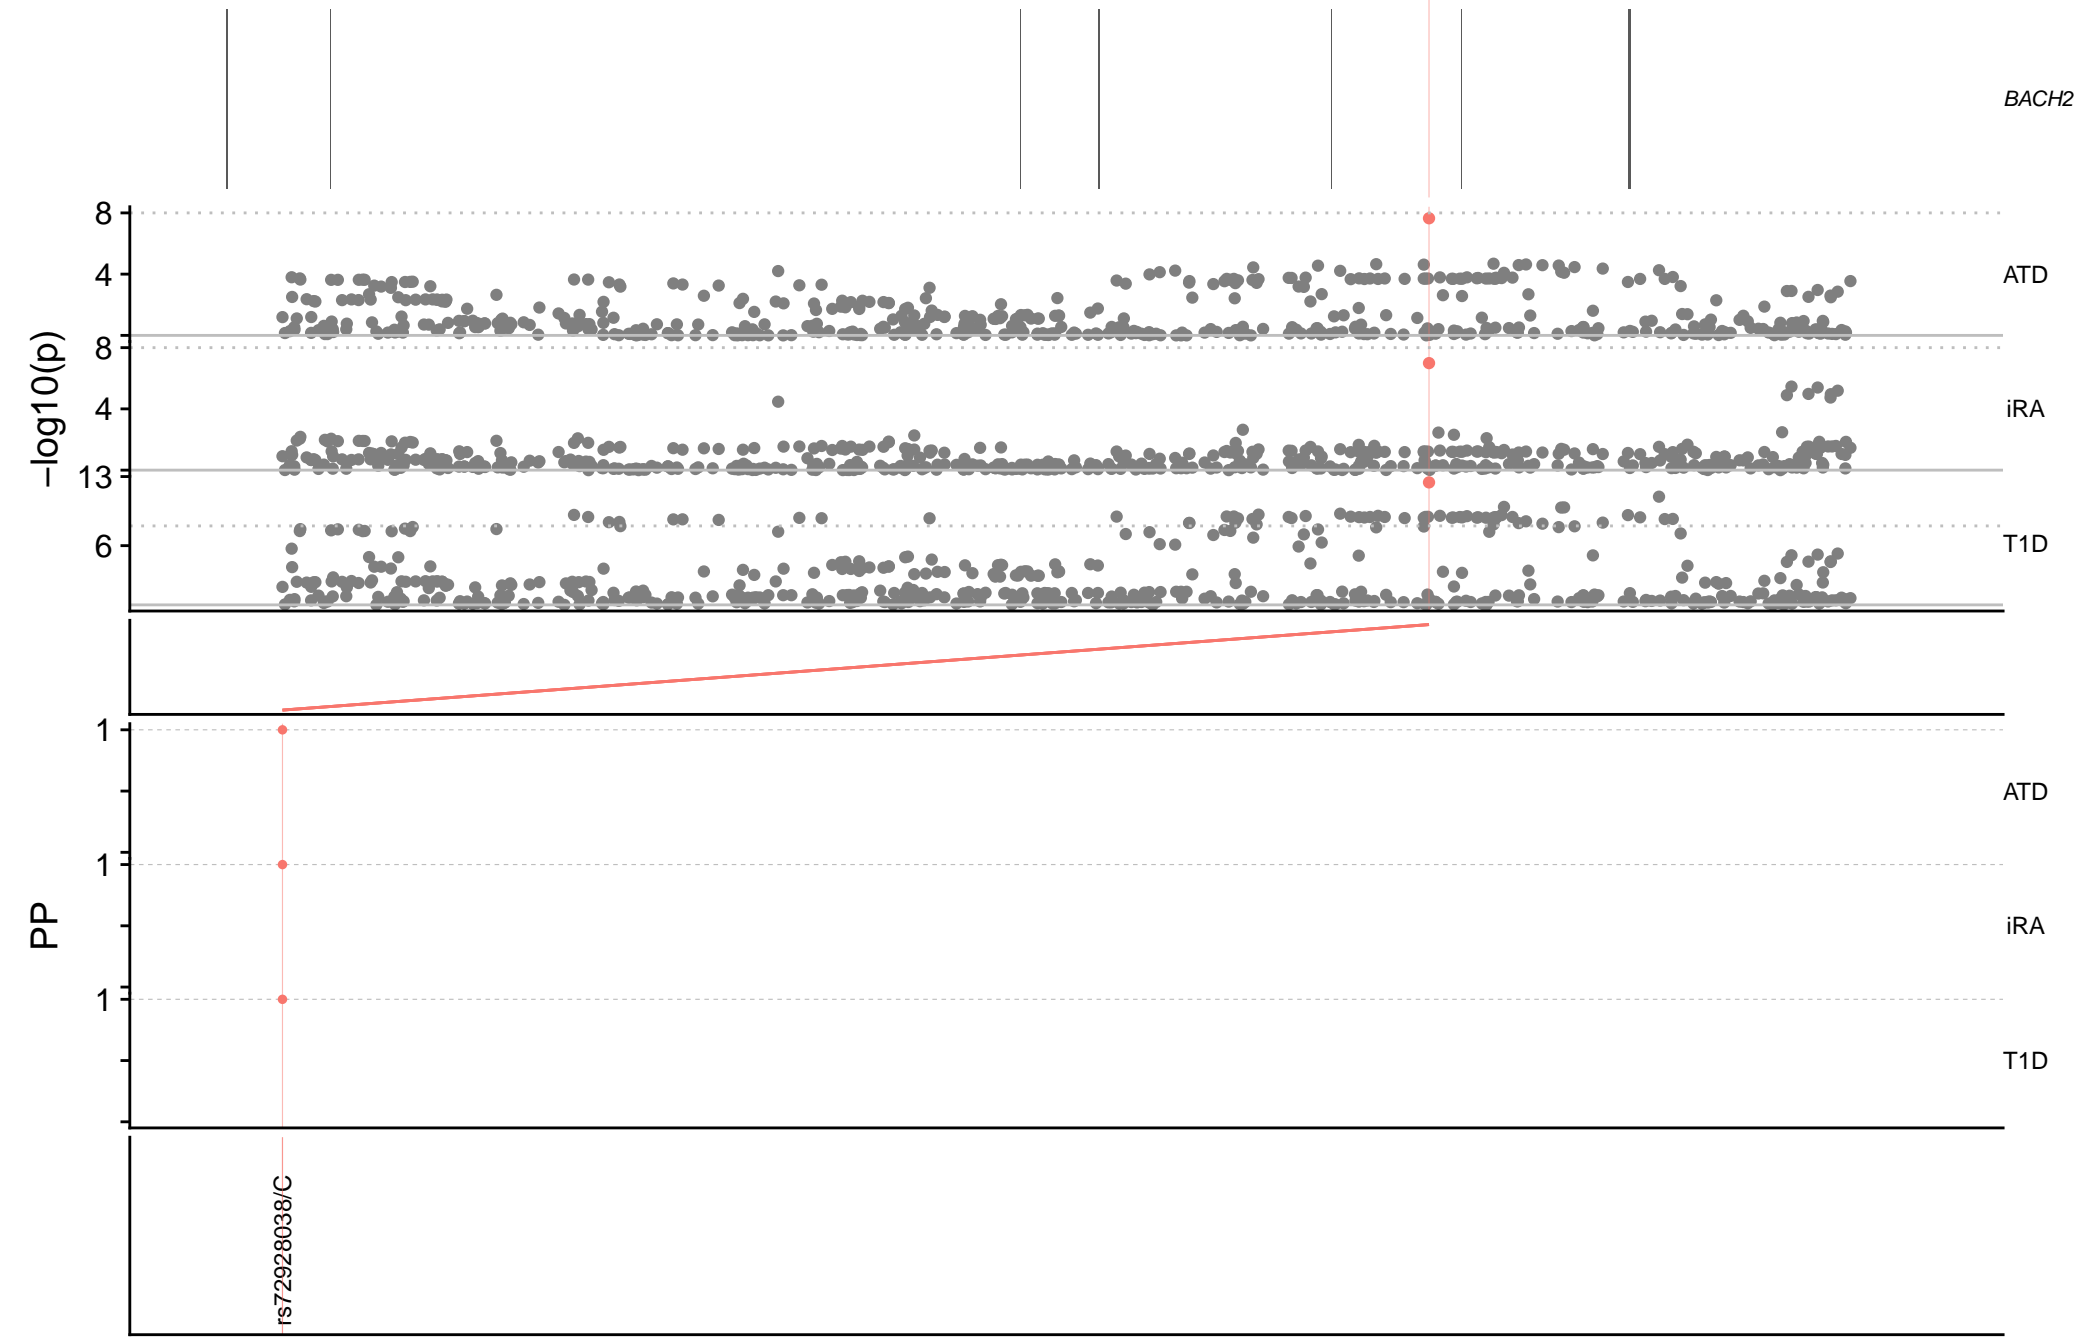 BACH2
8
4
ATD
−log10(p)
8
4
iRA
13
6
T1D
1
ATD
PP
1
iRA
1
T1D
rs72928038/C